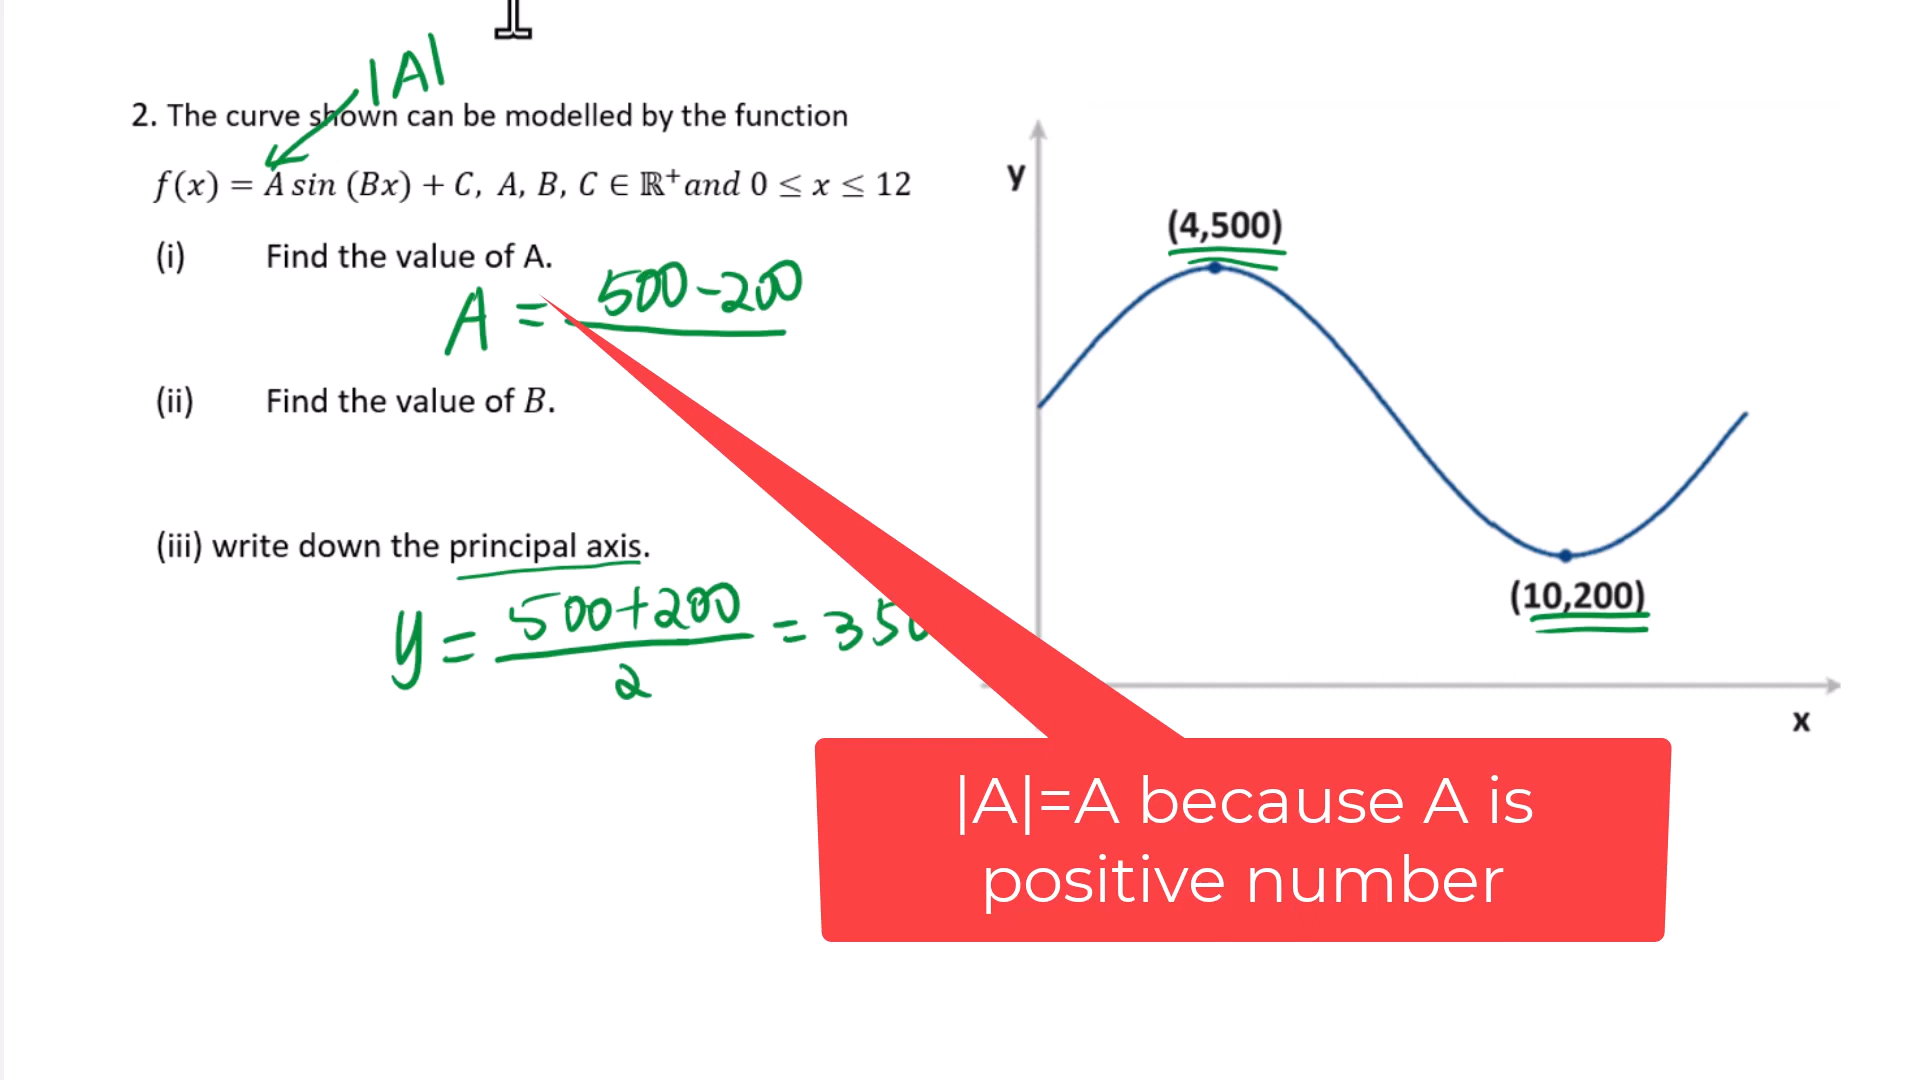 |A|
2. The curve shown can be modelled by the function
f(x) = A sin (Bx) + C, A, B, C ∈ ℝ⁺ and 0 ≤ x ≤ 12
(i) Find the value of A.
A = 500-200
(ii) Find the value of B.
(iii) write down the principal axis.
y = 500+200 = 350
2
y
(4,500)
(10,200)
x
|A|=A because A is
positive number